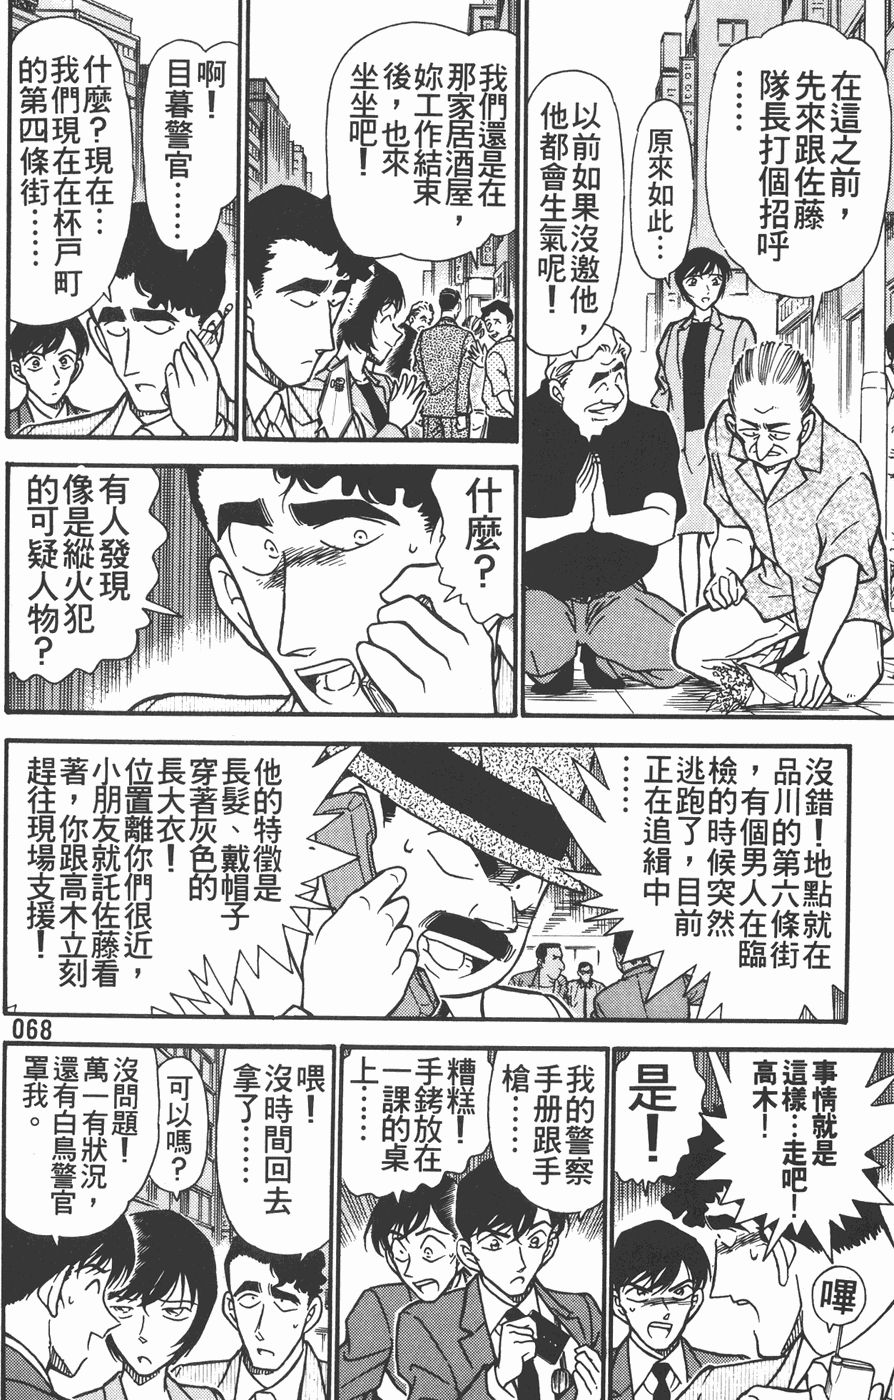 在這之前，
先來跟佐藤
隊長打個招呼
……
原來如此…
以前如果沒邀他，
他都會生氣呢！
我們還是在
那家居酒屋，
妳工作結束
後，也來
坐坐吧！
啊！
目暮警官……
什麼？現在…
我們現在在杯戶町
的第四條街……
什麼？
有人發現
像是縱火犯
的可疑人物？
沒錯！地點就在
品川的第六條街
，有個男人在臨
檢的時候突然
逃跑了，目前
正在追緝中
……
他的特徵是
長髮、戴帽子
穿著灰色的
長大衣！
位置離你們很近，
小朋友就託佐藤看
著，你跟高木立刻
趕往現場支援！
068
事情就是
這樣…走吧！
高木！
嗶
是！
我的警察
手册跟手
槍……
糟糕！
手銬放在
一課的桌
上……
喂！
沒時間回去
拿了……
可以嗎？
沒問題！
萬一有狀況，
還有白鳥警官
罩我。